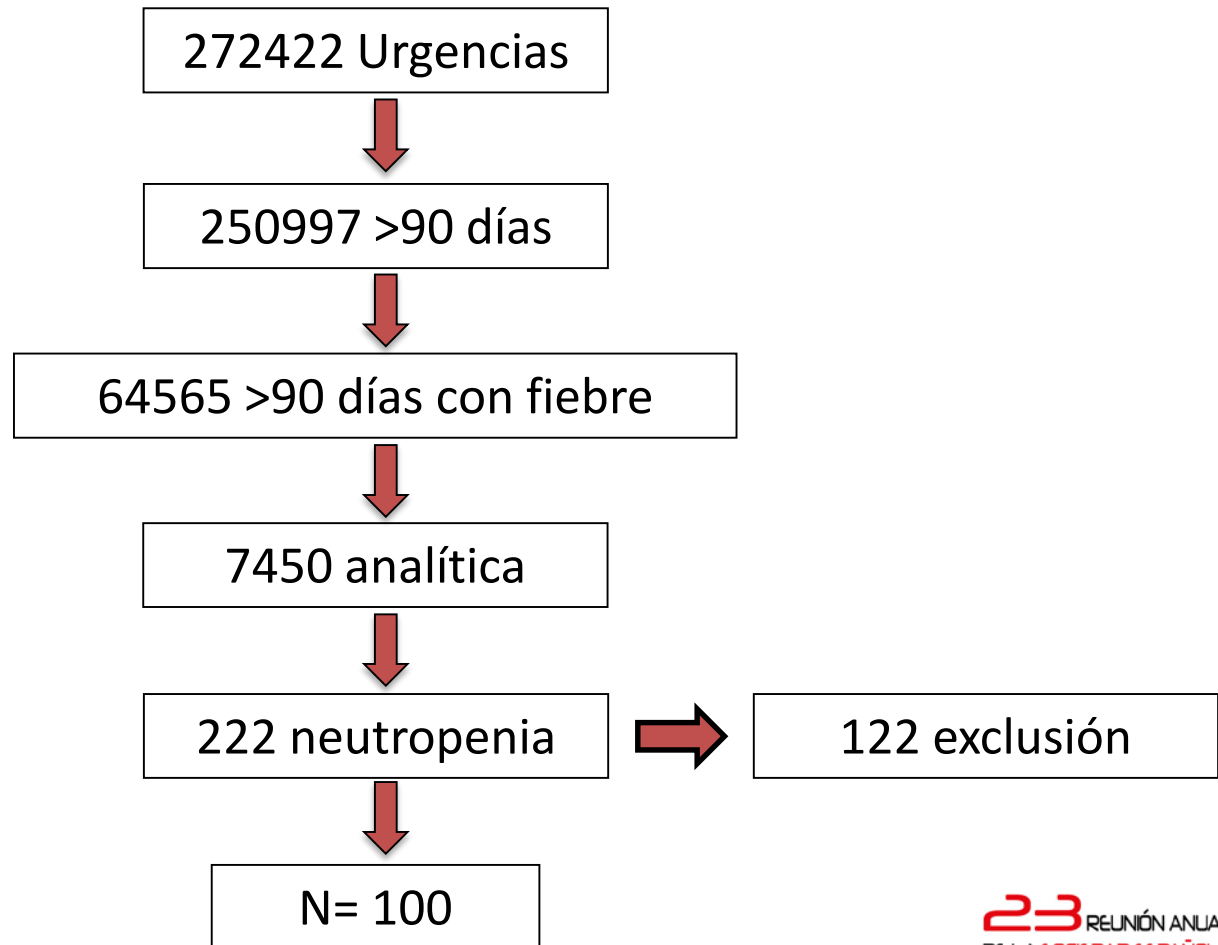 272422 Urgencias
250997 >90 días
64565 >90 días con fiebre
7450 analítica
222 neutropenia
122 exclusión
N= 100
23 REUNIÓN ANUA